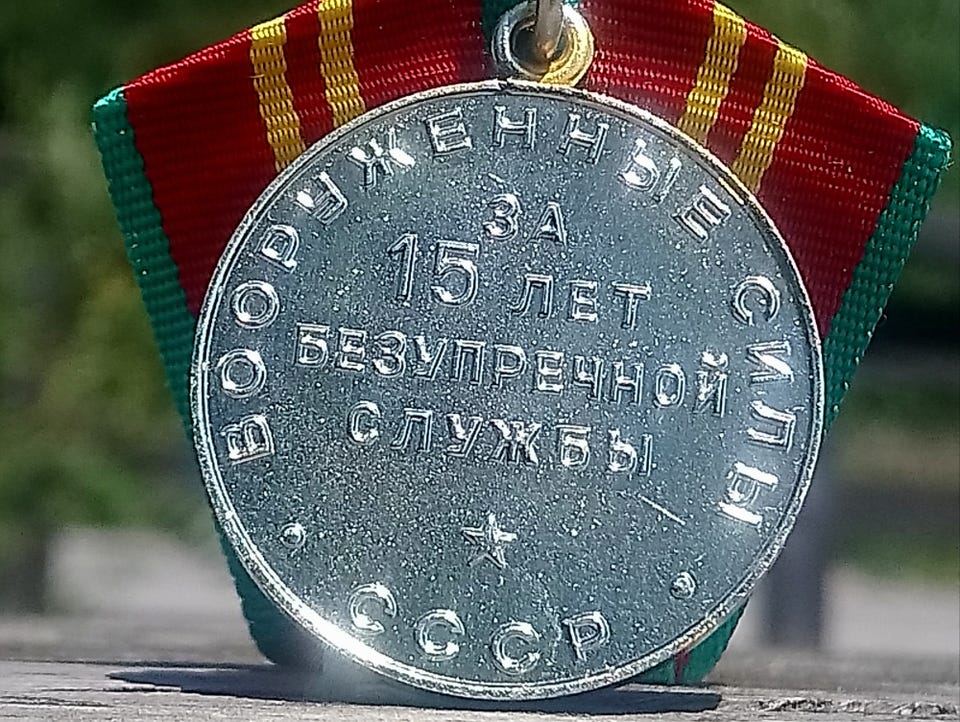 ВООРУЖЕННЫЕ СИЛЫ
ЗА
15 ЛЕТ
БЕЗУПРЕЧНОЙ
СЛУЖБЫ
СССР